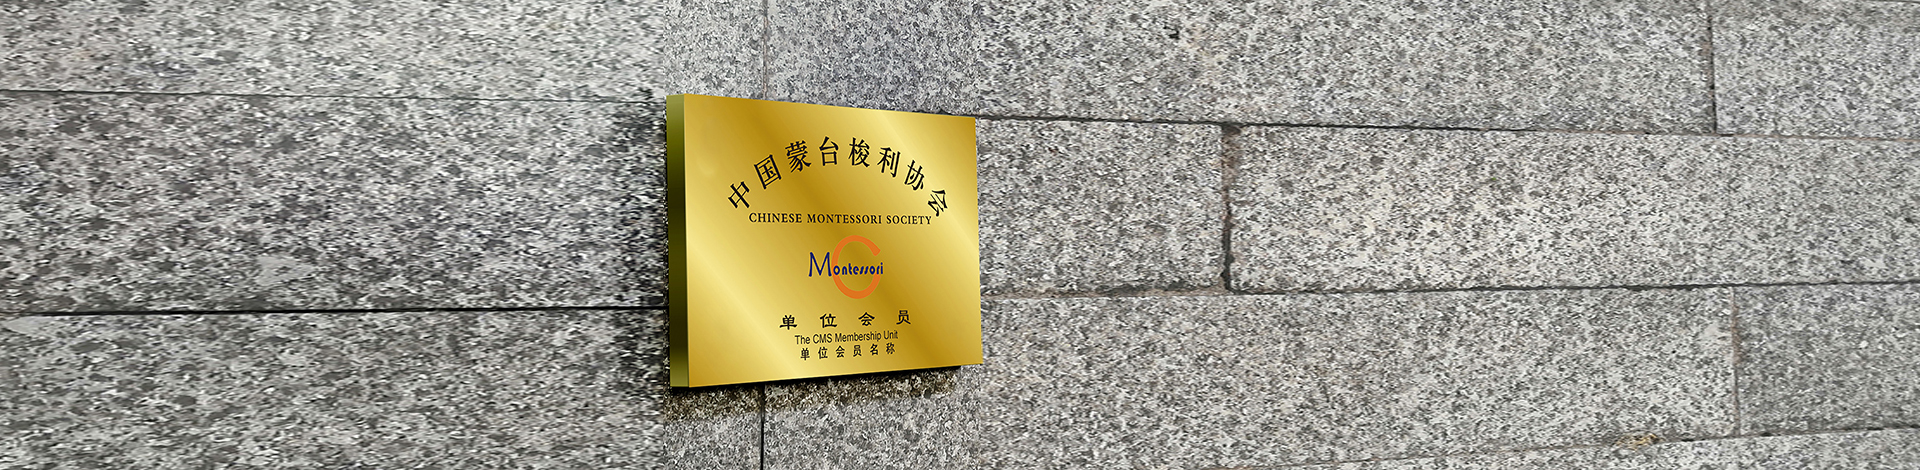 中国蒙台梭利协会
CHINESE MONTESSORI SOCIETY
Montessori
单位会员
The CMS Membership Unit
单位会员名称